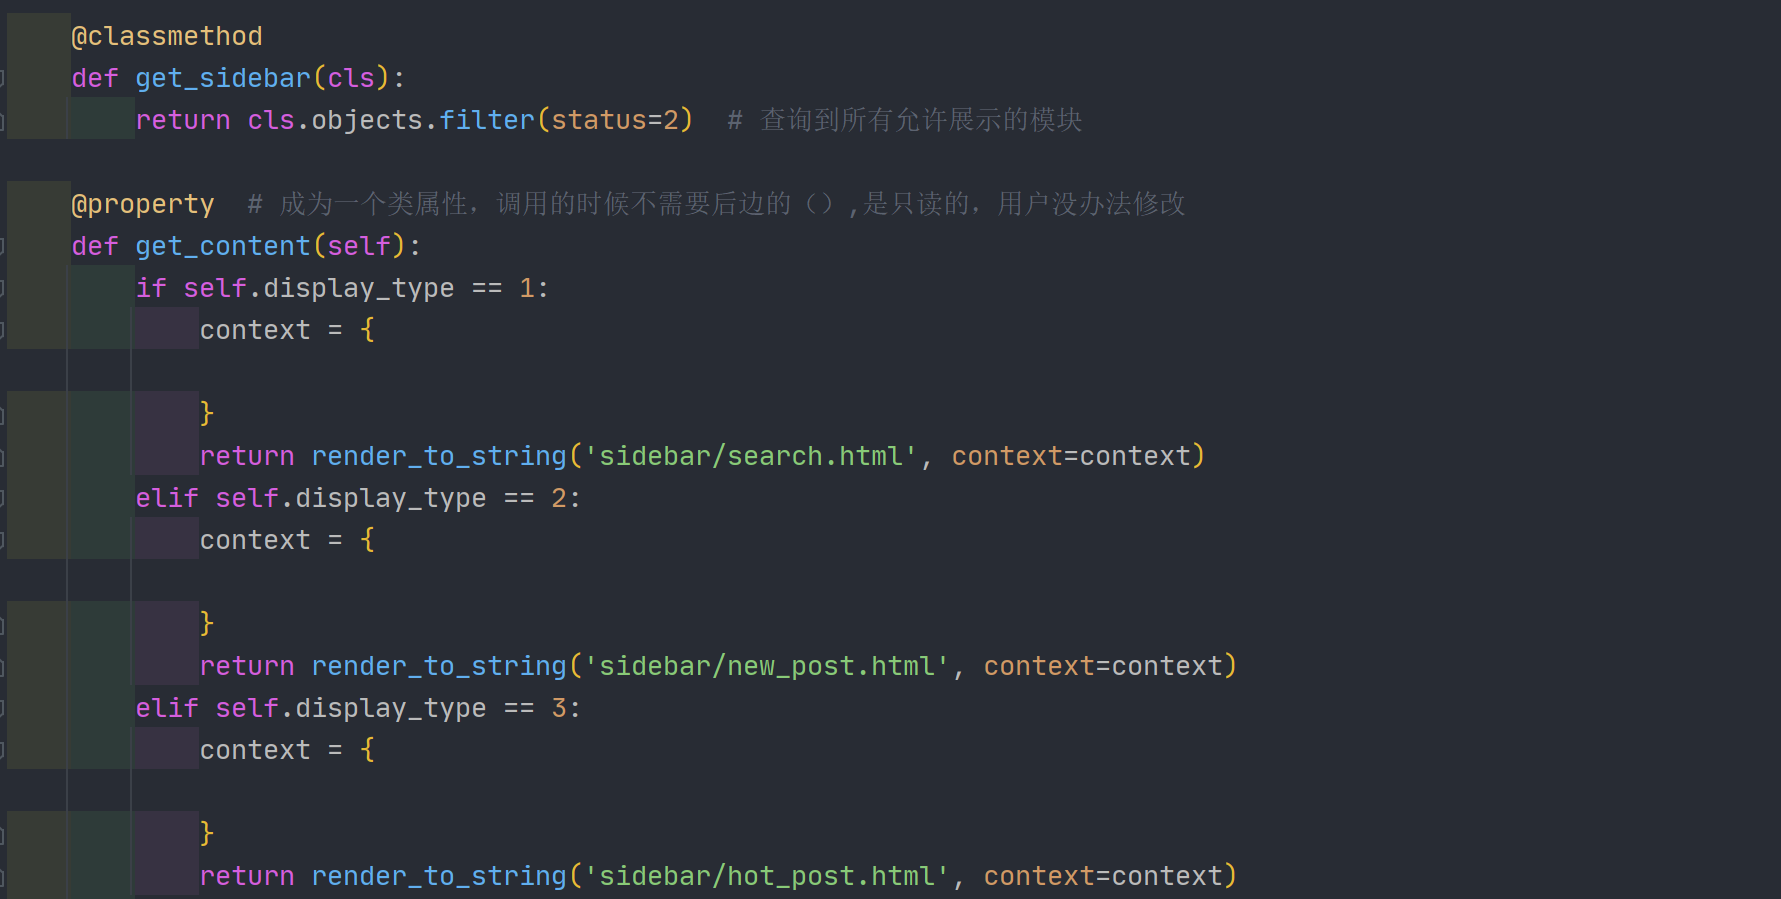 @classmethod
def get_sidebar(cls):
return cls.objects.filter(status=2)  # 查询到所有允许展示的模块
@property  # 成为一个类属性，调用的时候不需要后边的（）,是只读的，用户没办法修改
def get_content(self):
if self.display_type == 1:
context = {
}
return render_to_string('sidebar/search.html', context=context)
elif self.display_type == 2:
context = {
}
return render_to_string('sidebar/new_post.html', context=context)
elif self.display_type == 3:
context = {
}
return render_to_string('sidebar/hot_post.html', context=context)